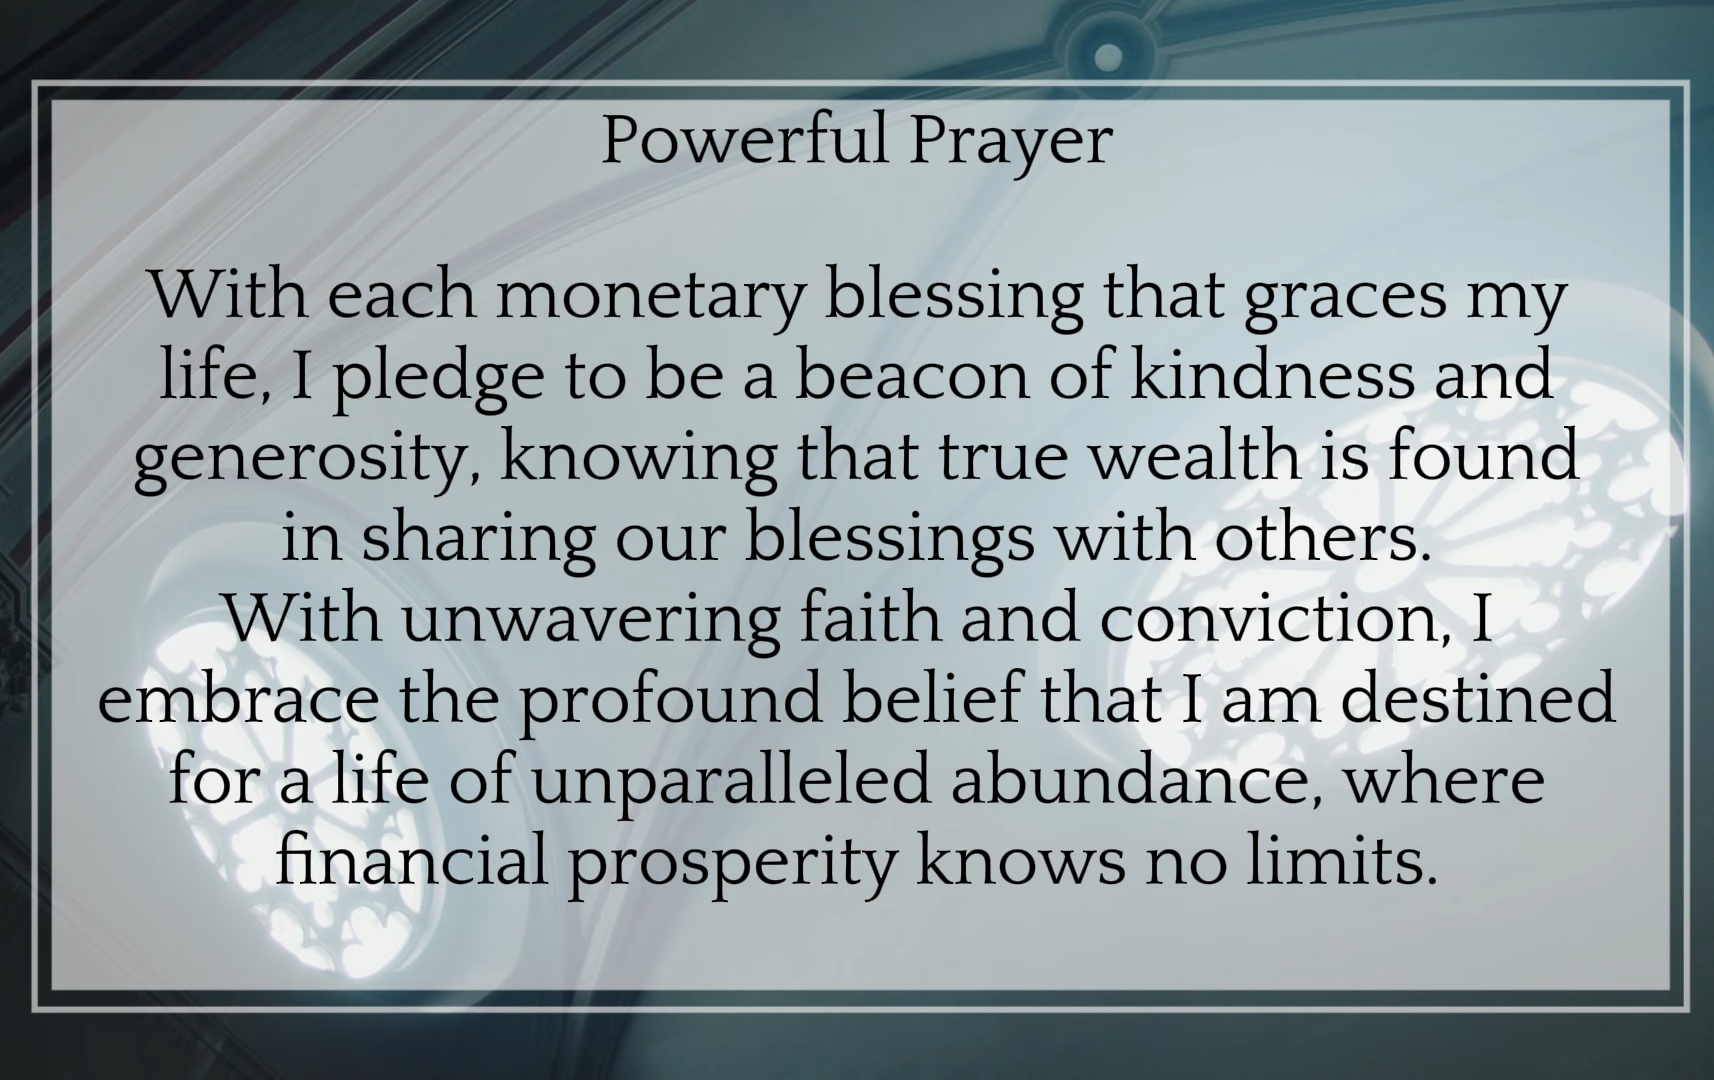 Powerful Prayer
With each monetary blessing that graces my
life, I pledge to be a beacon of kindness and
generosity, knowing that true wealth is found
in sharing our blessings with others.
With unwavering faith and conviction, I
embrace the profound belief that I am destined
for a life of unparalleled abundance, where
financial prosperity knows no limits.